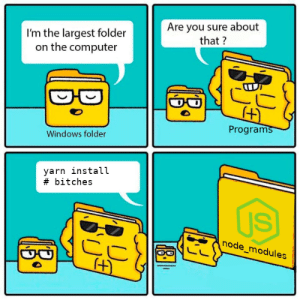 I'm the largest folder
on the computer
Windows folder
Are you sure about
that ?
Programs
yarn install
# bitches
JS
node_modules